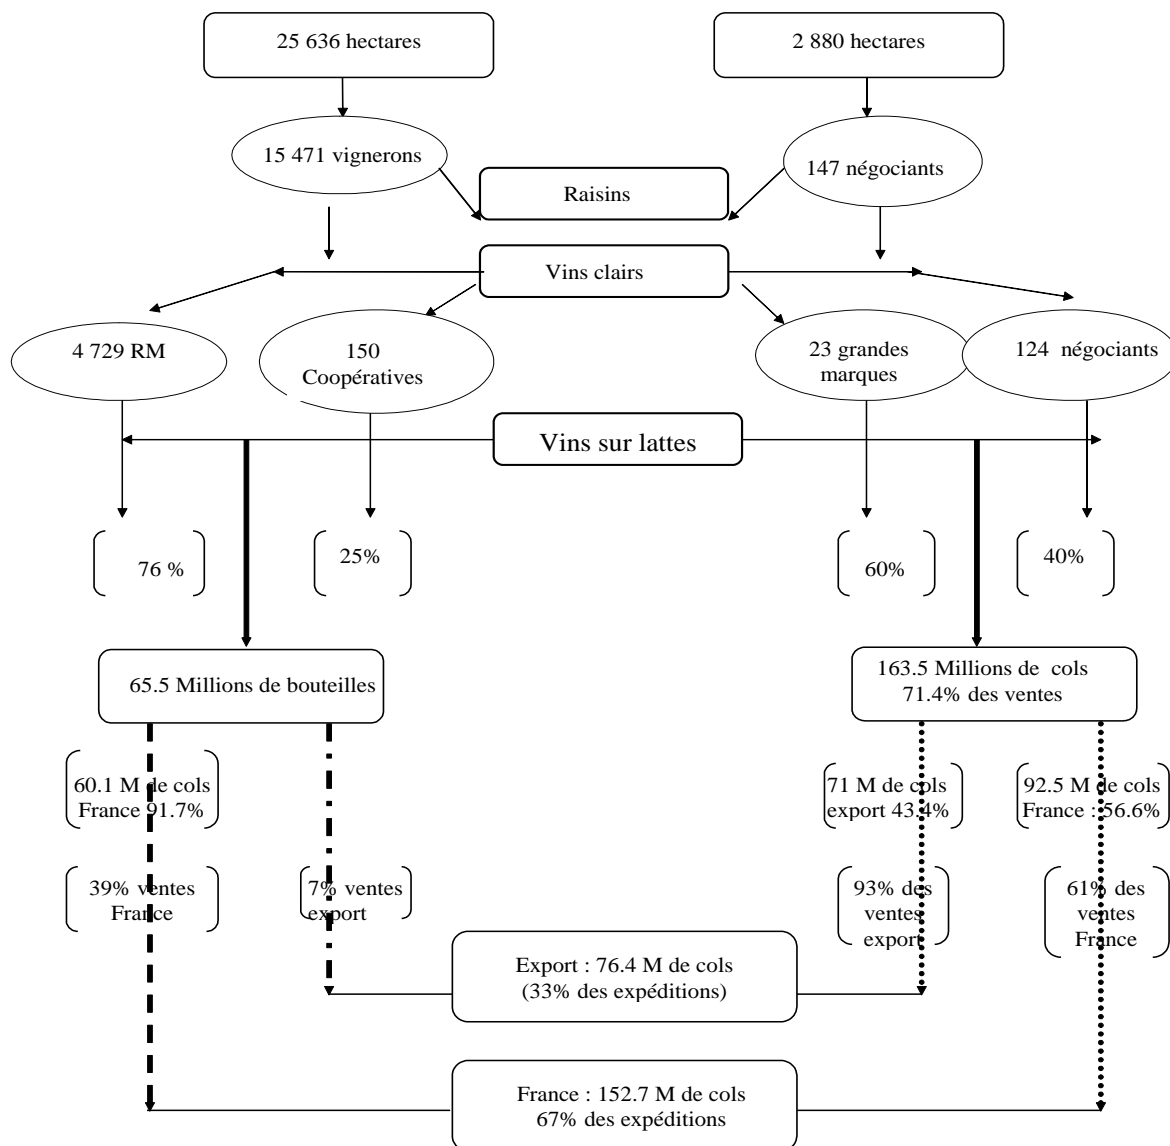 25 636 hectares
2 880 hectares
15 471 vignerons
147 négociants
Raisins
Vins clairs
4 729 RM
150
Coopératives
23 grandes
marques
124 négociants
Vins sur lattes
76 %
25%
60%
40%
65.5 Millions de bouteilles
163.5 Millions de cols
71.4% des ventes
60.1 M de cols
France 91.7%
71 M de cols
export 43.4%
92.5 M de cols
France : 56.6%
39% ventes
France
7% ventes
export
93% des
ventes
export
61% des
ventes
France
Export : 76.4 M de cols
(33% des expéditions)
France : 152.7 M de cols
67% des expéditions